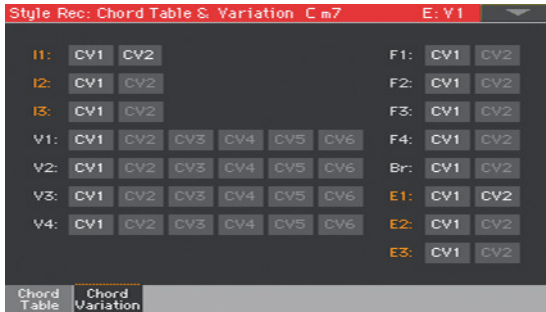 Style Rec: Chord Table & Variation C m7 E: V1
I1: CV1 CV2 F1: CV1 CV2
I2: CV1 CV2 F2: CV1 CV2
I3: CV1 CV2 F3: CV1 CV2
V1: CV1 CV2 CV3 CV4 CV5 CV6 F4: CV1 CV2
V2: CV1 CV2 CV3 CV4 CV5 CV6 Br: CV1 CV2
V3: CV1 CV2 CV3 CV4 CV5 CV6 E1: CV1 CV2
V4: CV1 CV2 CV3 CV4 CV5 CV6 E2: CV1 CV2
E3: CV1 CV2
Chord Table Chord Variation